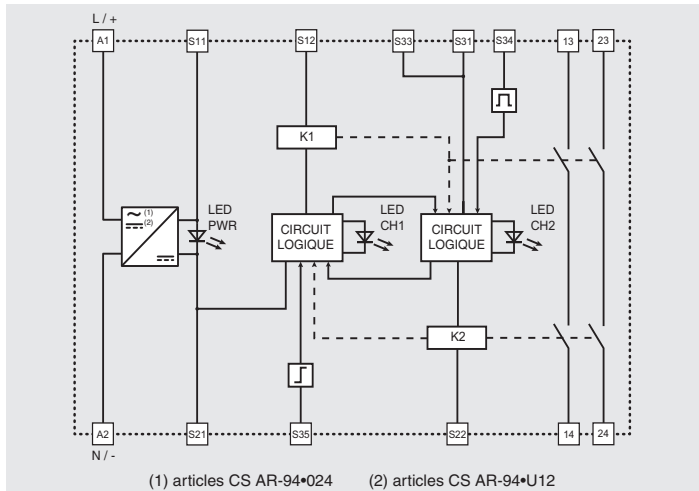 L / +
A1
S11
S12
S33
S31
S34
13
23
K1
(1)
(2)
LED
PWR
CIRCUIT
LOGIQUE
LED
CH1
CIRCUIT
LOGIQUE
LED
CH2
K2
A2
S21
S35
S22
14
24
N / -
(1) articles CS AR-94•024
(2) articles CS AR-94•U12